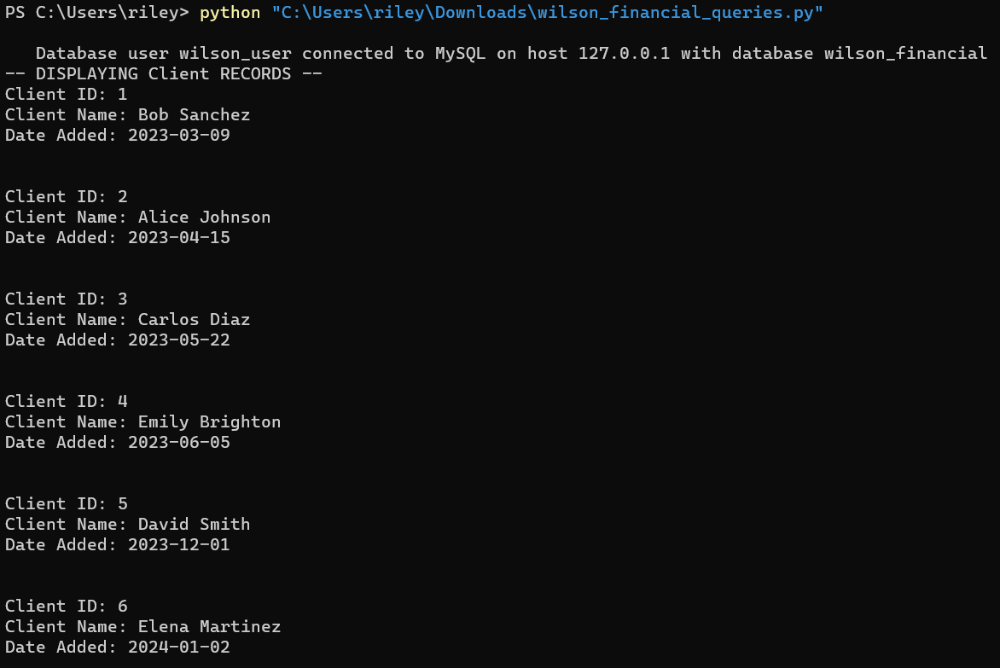 PS C:\Users\riley> python "C:\Users\riley\Downloads\wilson_financial_queries.py"
Database user wilson_user connected to MySQL on host 127.0.0.1 with database wilson_financial
-- DISPLAYING Client RECORDS --
Client ID: 1
Client Name: Bob Sanchez
Date Added: 2023-03-09
Client ID: 2
Client Name: Alice Johnson
Date Added: 2023-04-15
Client ID: 3
Client Name: Carlos Diaz
Date Added: 2023-05-22
Client ID: 4
Client Name: Emily Brighton
Date Added: 2023-06-05
Client ID: 5
Client Name: David Smith
Date Added: 2023-12-01
Client ID: 6
Client Name: Elena Martinez
Date Added: 2024-01-02